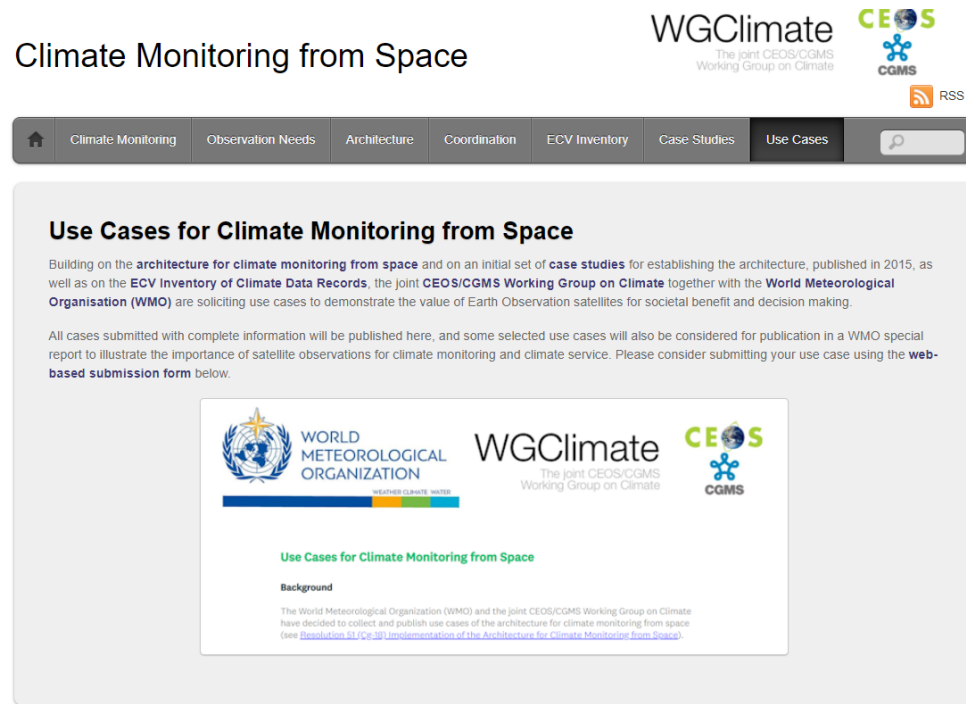 WGClimate
The joint CEOS/CGMS
Working Group on Climate
CEOS
CGMS
Climate Monitoring from Space
RSS
Climate Monitoring
Observation Needs
Architecture
Coordination
ECV Inventory
Case Studies
Use Cases
Use Cases for Climate Monitoring from Space
Building on the architecture for climate monitoring from space and on an initial set of case studies for establishing the architecture, published in 2015, as
well as on the ECV Inventory of Climate Data Records, the joint CEOS/CGMS Working Group on Climate together with the World Meteorological
Organisation (WMO) are soliciting use cases to demonstrate the value of Earth Observation satellites for societal benefit and decision making.
All cases submitted with complete information will be published here, and some selected use cases will also be considered for publication in a WMO special
report to illustrate the importance of satellite observations for climate monitoring and climate service. Please consider submitting your use case using the web-
based submission form below.
WORLD
METEOROLOGICAL
ORGANIZATION
WEATHER CLIMATE WATER
WGClimate
The joint CEOS/CGMS
Working Group on Climate
CEOS
CGMS
Use Cases for Climate Monitoring from Space
Background
The World Meteorological Organization (WMO) and the joint CEOS/CGMS Working Group on Climate
have decided to collect and publish use cases of the architecture for climate monitoring from space
(see Resolution 51 (Cg-18) Implementation of the Architecture for Climate Monitoring from Space).